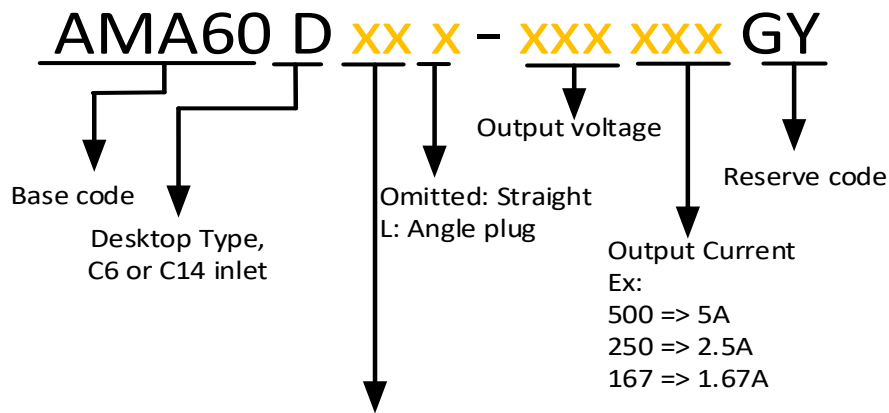 AMA60 D xx x - xxx xxx GY
Output voltage
Reserve code
Base code
Omitted: Straight
L: Angle plug
Desktop Type,
C6 or C14 inlet
Output Current
Ex:
500 => 5A
250 => 2.5A
167 => 1.67A